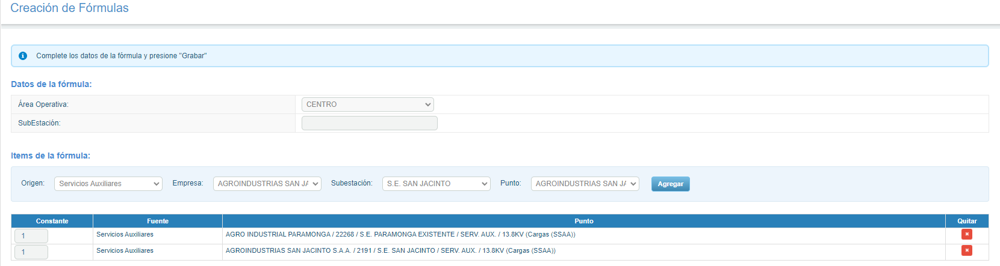 Creación de Fórmulas
Complete los datos de la fórmula y presione "Grabar"
Datos de la fórmula:
Área Operativa: CENTRO
SubEstación:
Items de la fórmula:
Origen: Servicios Auxiliares Empresa: AGROINDUSTRIAS SAN JA Subestación: S.E. SAN JACINTO Punto: AGROINDUSTRIAS SAN JA Agregar
Constante Fuente Punto Quitar
1 Servicios Auxiliares AGRO INDUSTRIAL PARAMONGA / 22268 / S.E. PARAMONGA EXISTENTE / SERV. AUX. / 13.8KV (Cargas (SSAA))
1 Servicios Auxiliares AGROINDUSTRIAS SAN JACINTO S.A.A. / 2191 / S.E. SAN JACINTO / SERV. AUX. / 13.8KV (Cargas (SSAA))